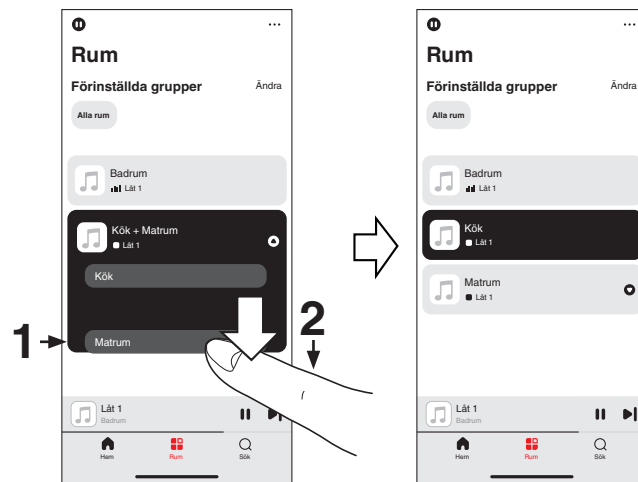 Rum
Förinställda grupper Ändra
Alla rum
Badrum
Låt 1
Kök + Matrum
Låt 1
Kök
Matrum
1
2
Låt 1
Badrum
Hem Rum Sök
Rum
Förinställda grupper Ändra
Alla rum
Badrum
Låt 1
Kök
Låt 1
Matrum
Låt 1
Låt 1
Badrum
Hem Rum Sök